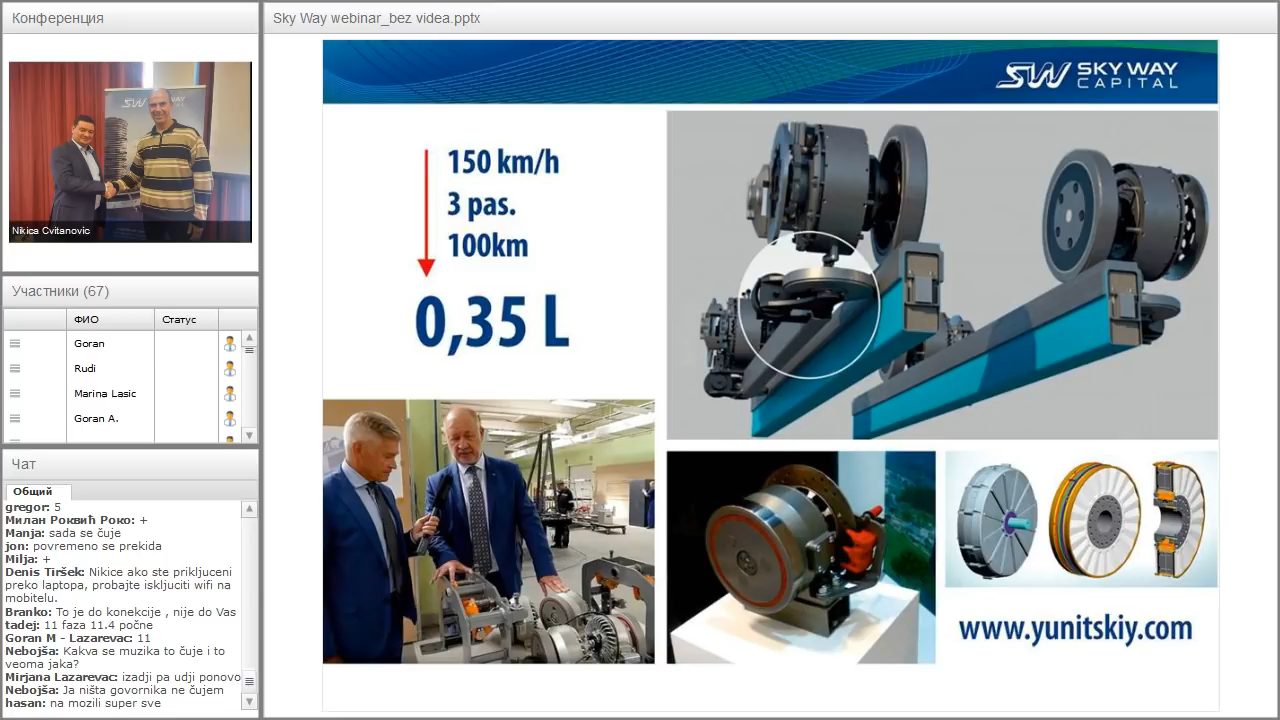 Конференция
Sky Way webinar_bez videa.pptx
Nikica Cvitanovic
Участники (67)
ФИО
Статус
Goran
Rudi
Marina Lasic
Goran A.
Чат
Общий
gregor: 5
Милан Роквић Роко: +
Manja: sada se čuje
jon: povremeno se prekida
Milja: +
Denis Tiršek: Nikice ako ste prikljuceni
preko laptopa, probajte iskljuciti wifi na
mobitelu.
Branko: To je do konekcije , nije do Vas
tadej: 11 faza 11.4 počne
Goran M - Lazarevac: 11
Nebojša: Kakva se muzika to čuje i to
veoma jaka?
Mirjana Lazarevac: izadji pa udji ponovo
Nebojša: Ja ništa govornika ne čujem
hasan: na mozili super sve
SW SKY WAY
CAPITAL
150 km/h
3 pas.
100km
0,35 L
www.yunitskiy.com